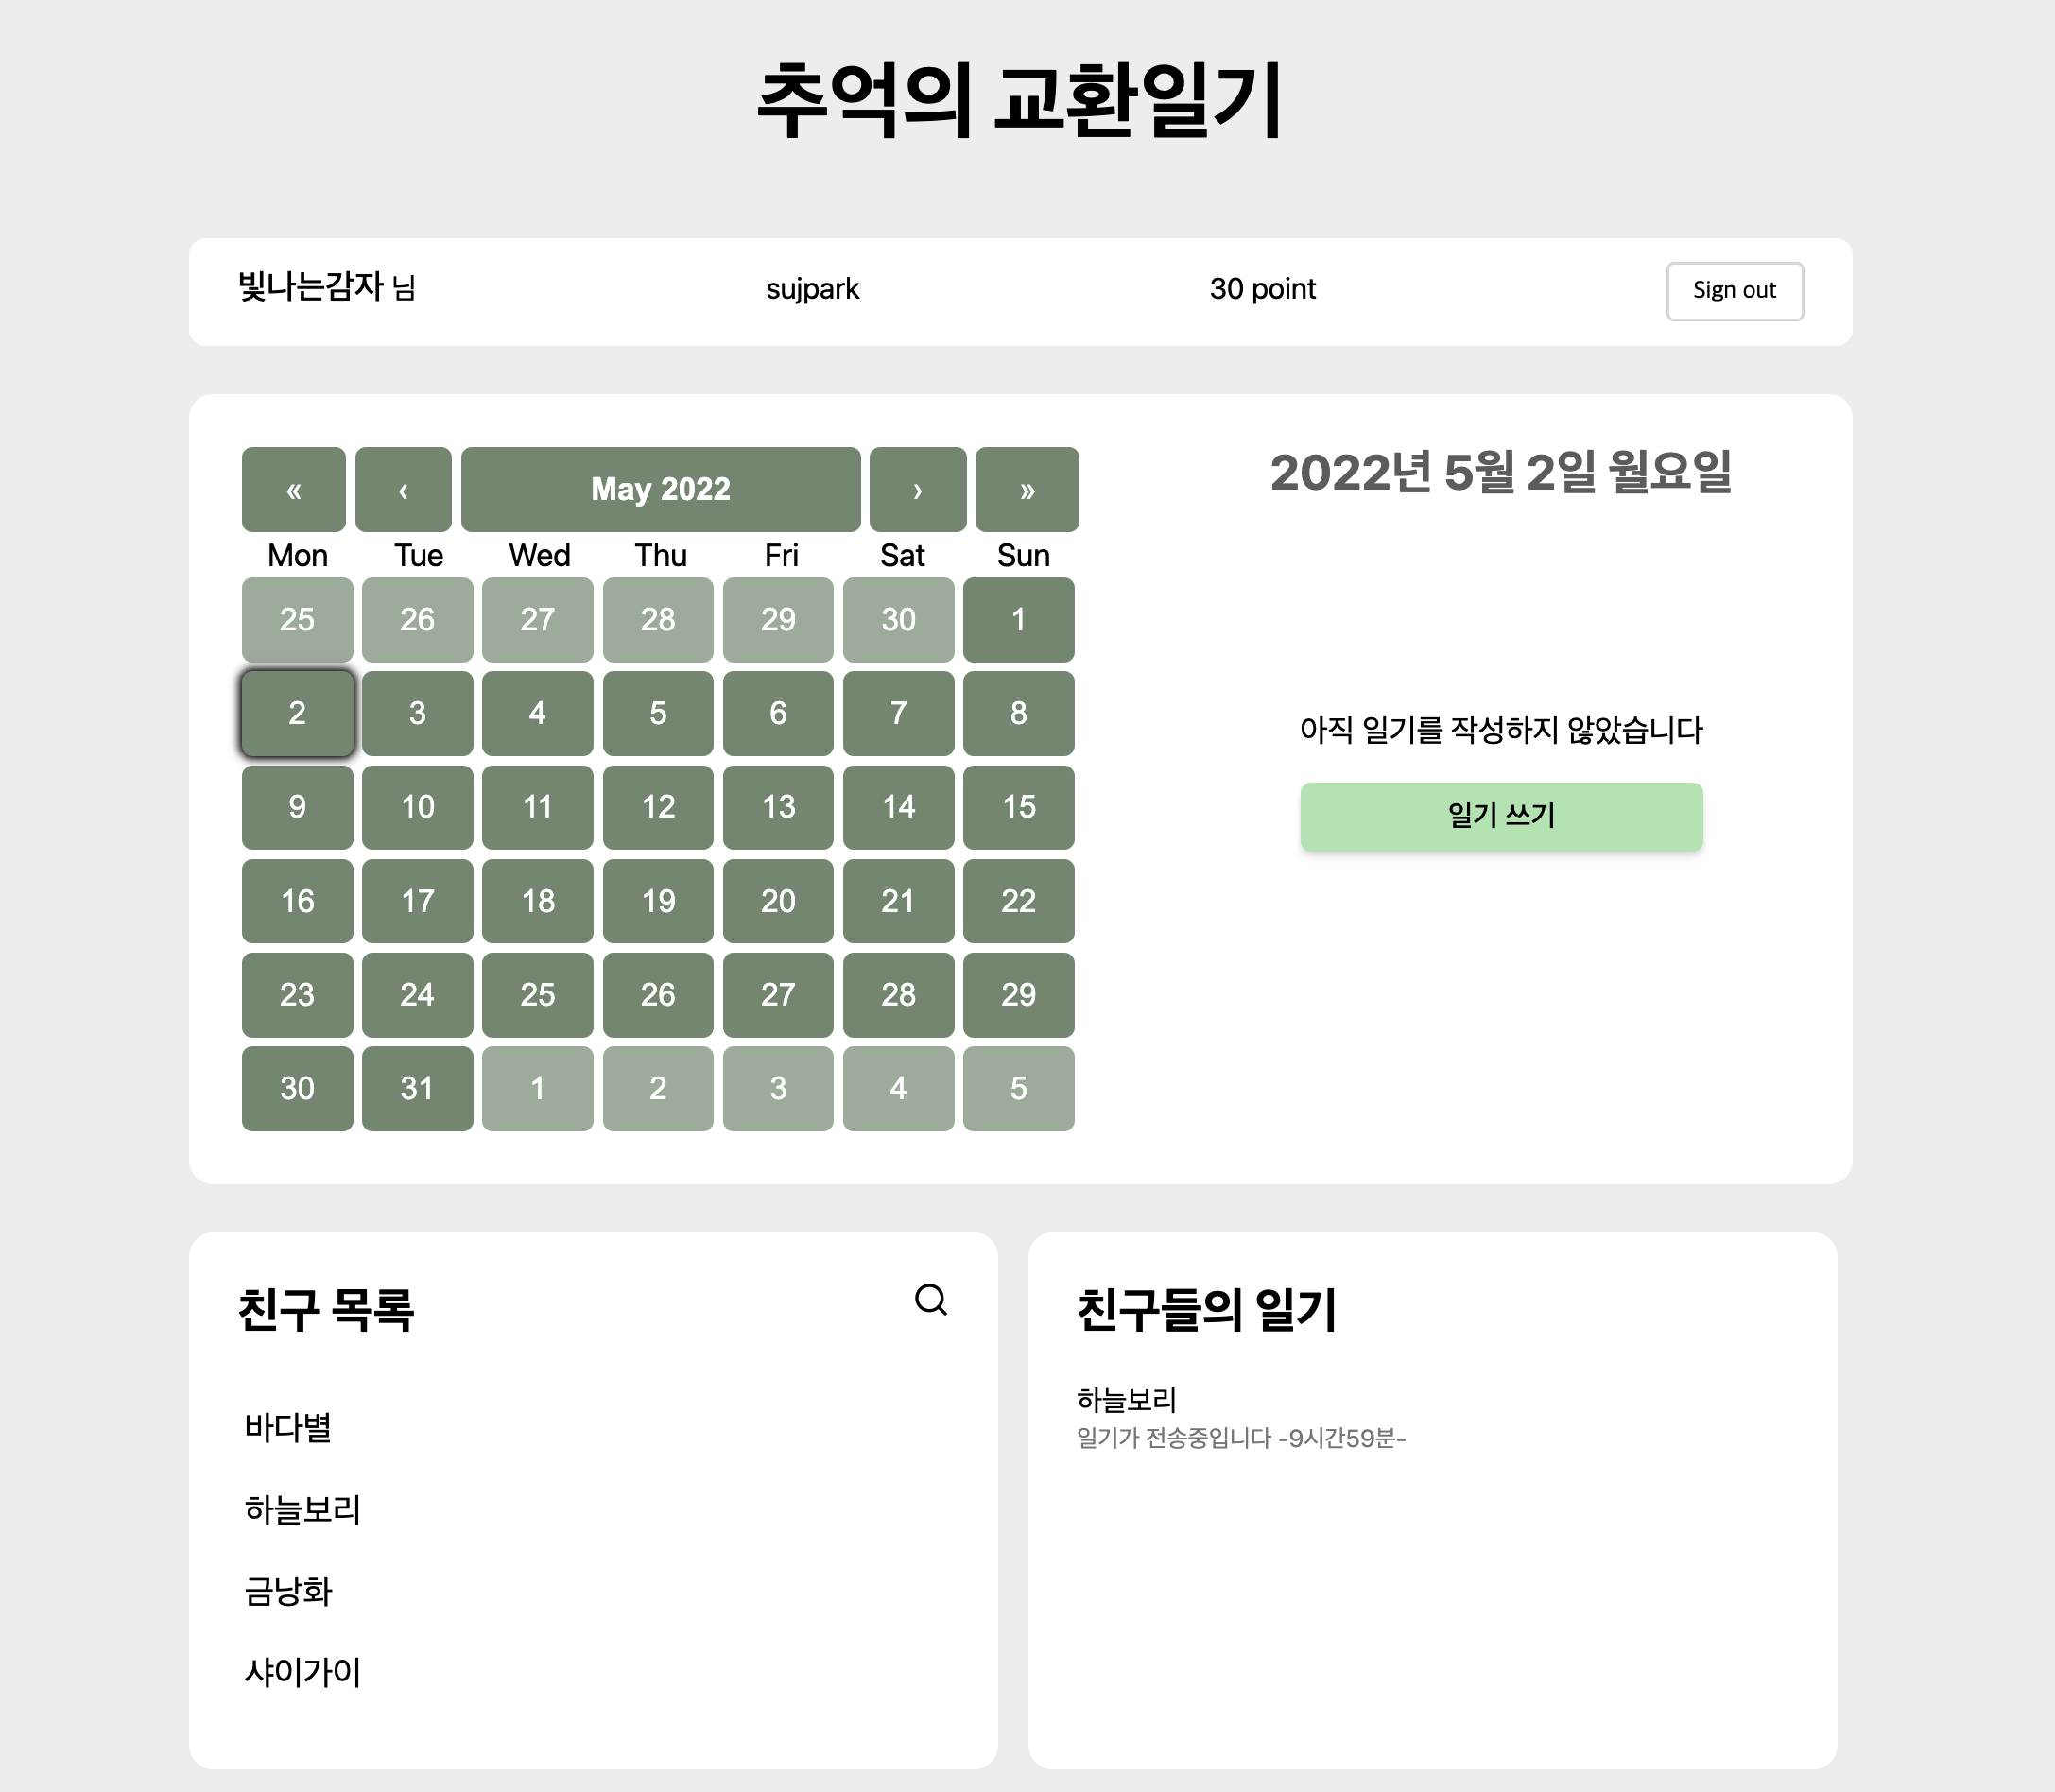 추억의 교환일기
빛나는감자 님 sujpark 30 point Sign out
« ‹ May 2022 › »
Mon Tue Wed Thu Fri Sat Sun
25 26 27 28 29 30 1
2 3 4 5 6 7 8
9 10 11 12 13 14 15
16 17 18 19 20 21 22
23 24 25 26 27 28 29
30 31 1 2 3 4 5
2022년 5월 2일 월요일
아직 일기를 작성하지 않았습니다
일기 쓰기
친구 목록
바다별
하늘보리
금낭화
샤이가이
친구들의 일기
하늘보리
일기가 전송중입니다 -9시간59분-